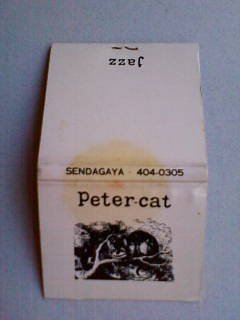 Jazz
SENDAGAYA · 404-0305
Peter-cat